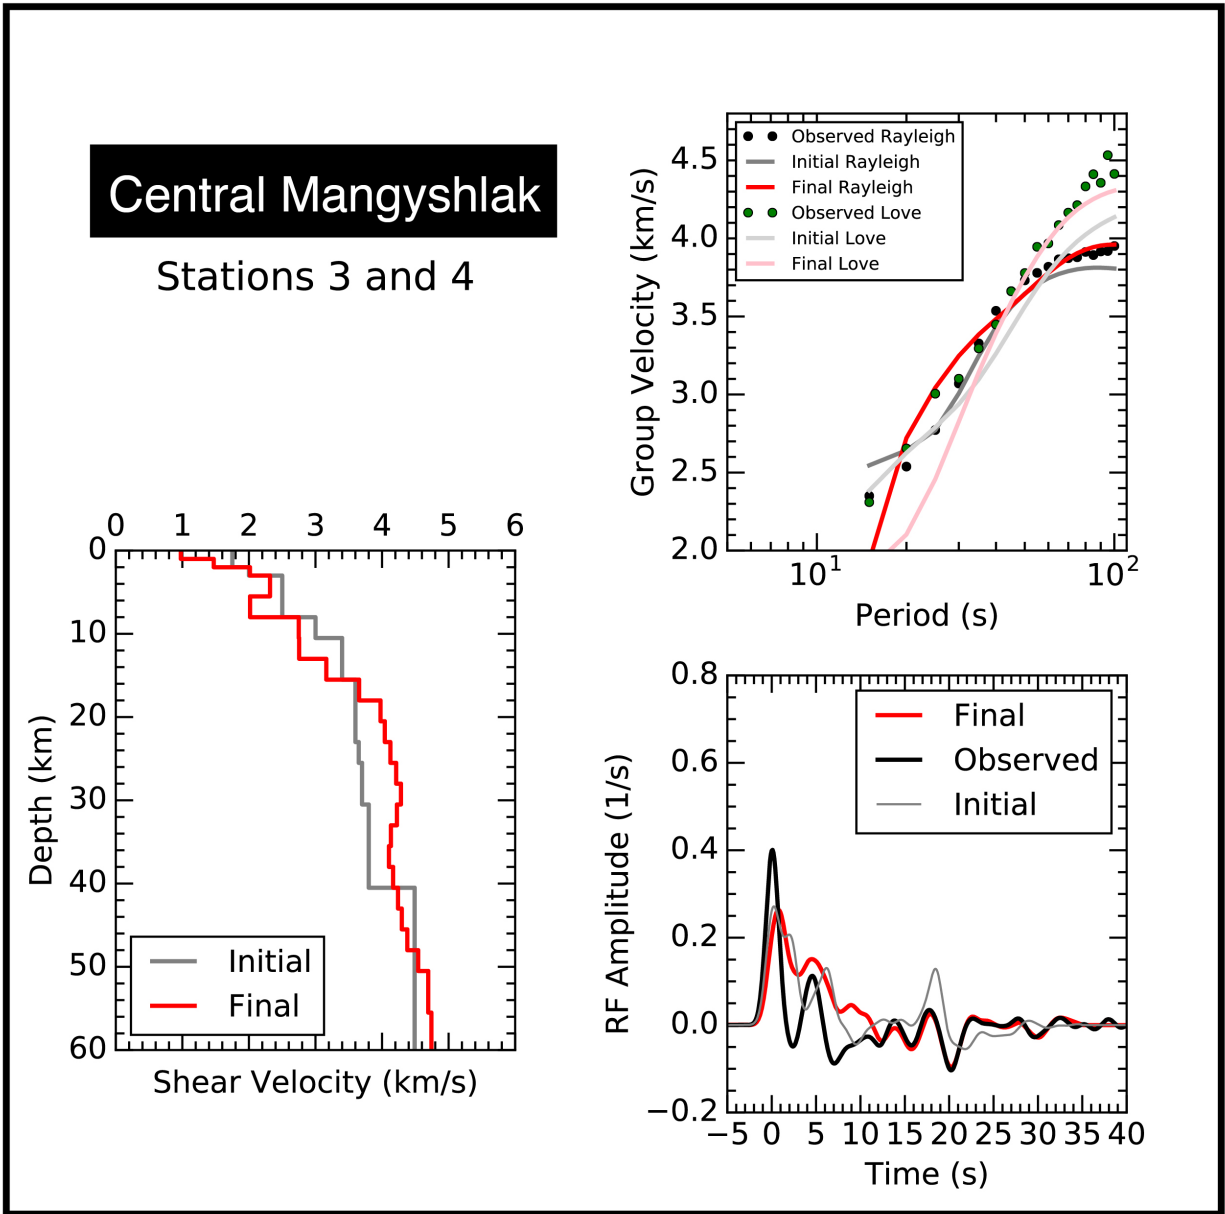 Central Mangyshlak
Stations 3 and 4
0 1 2 3 4 5 6
0
10
20
30
40
50
60
Depth (km)
Initial
Final
Shear Velocity (km/s)
Observed Rayleigh
Initial Rayleigh
Final Rayleigh
Observed Love
Initial Love
Final Love
4.5
4.0
3.5
3.0
2.5
2.0
Group Velocity (km/s)
10¹ 10²
Period (s)
0.8
0.6
0.4
0.2
0.0
−0.2
RF Amplitude (1/s)
Final
Observed
Initial
−5 0 5 10 15 20 25 30 35 40
Time (s)